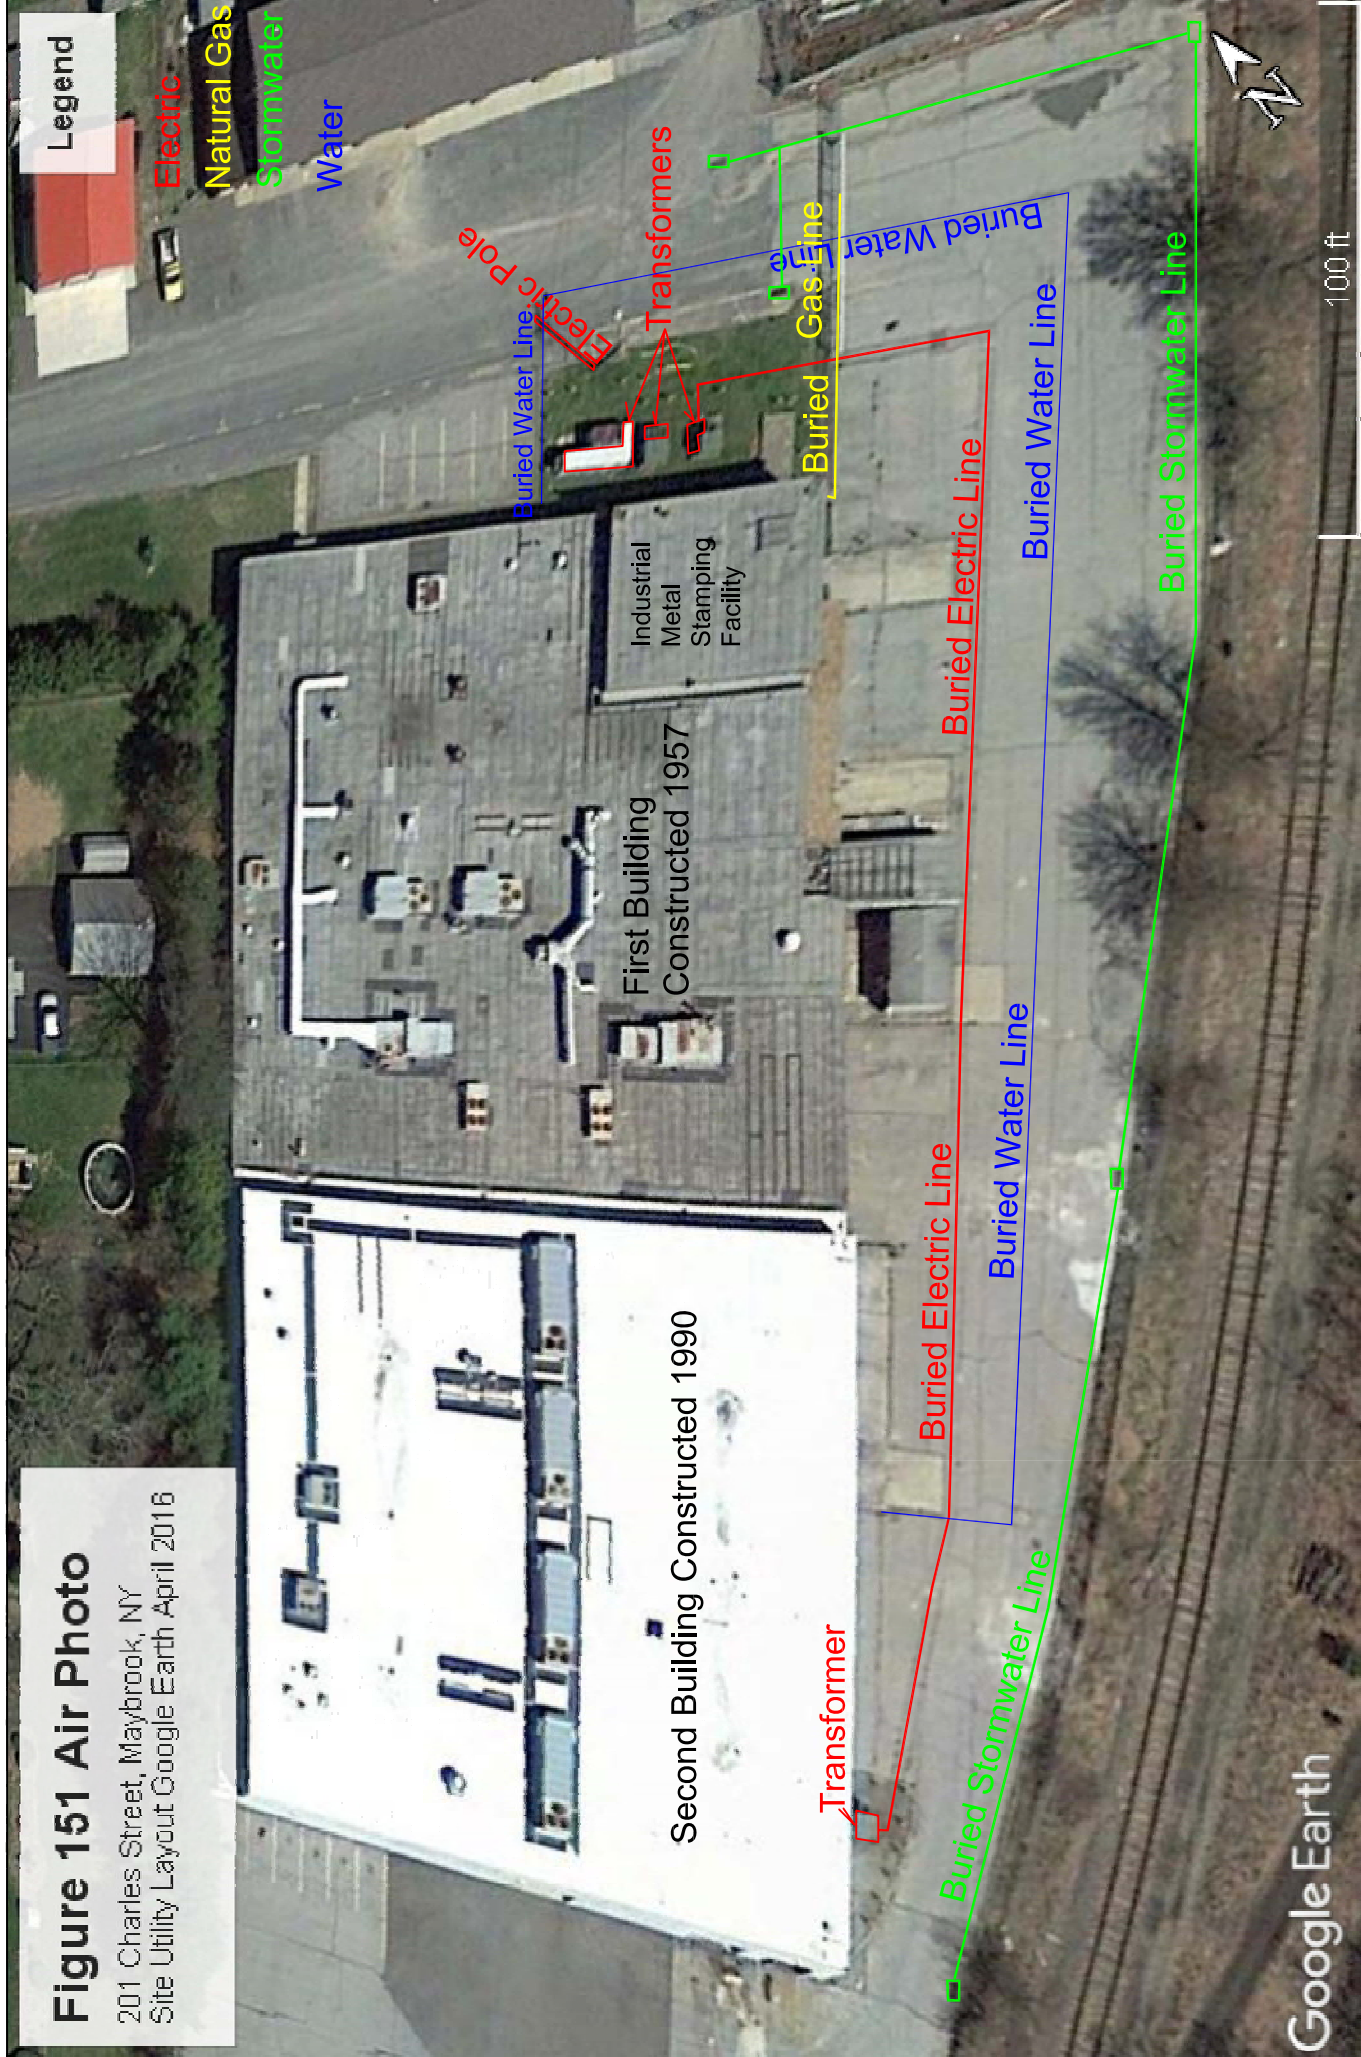 Figure 151 Air Photo
201 Charles Street, Maybrook, NY
Site Utility Layout Google Earth April 2016
Legend
Electric
Natural Gas
Stormwater
Water
Electric Pole
Transformers
Buried Water Line
Buried Water Line
Buried Gas Line
Industrial
Metal
Stamping
Facility
First Building
Constructed 1957
Second Building Constructed 1990
Transformer
Buried Electric Line
Buried Electric Line
Buried Water Line
Buried Water Line
Buried Stormwater Line
Buried Stormwater Line
N
100 ft
Google Earth